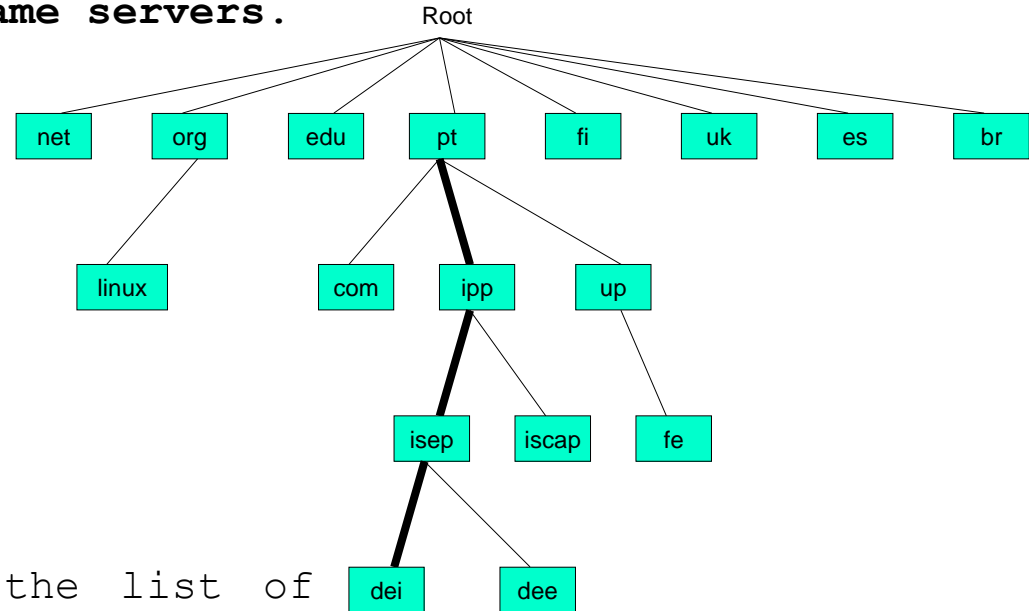 ame servers.
Root
net org edu pt fi uk es br
linux com ipp up
isep iscap fe
the list of dei dee